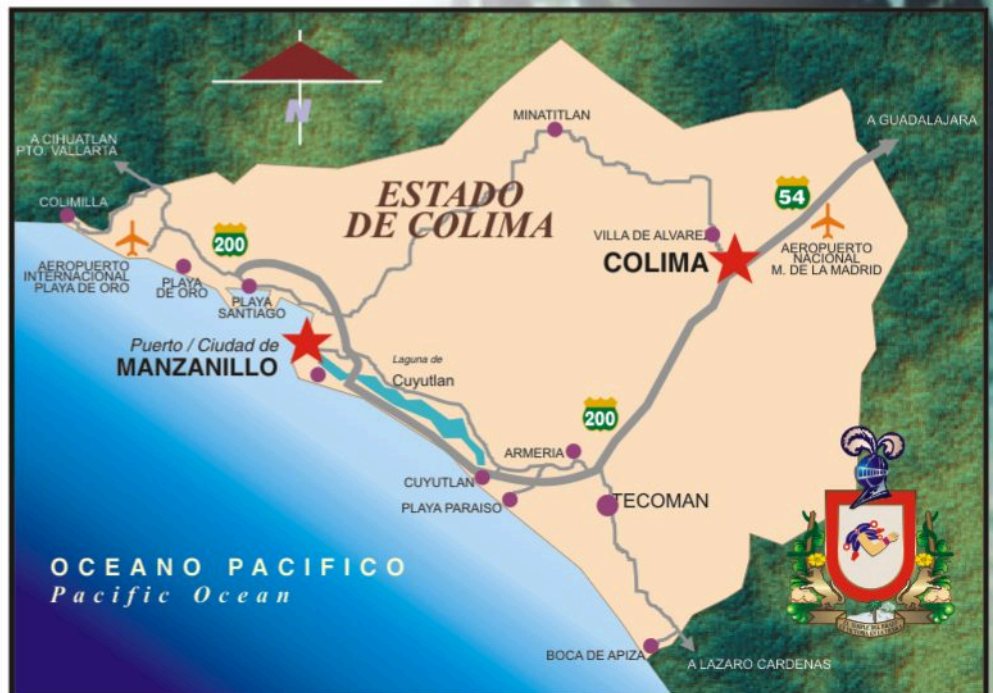 N
A CIHUATLAN
PTO. VALLARTA
MINATITLAN
A GUADALAJARA
ESTADO
DE COLIMA
COLIMILLA
54
200
VILLA DE ALVAREZ
COLIMA
AEROPUERTO
NACIONAL
M. DE LA MADRID
AEROPUERTO
INTERNACIONAL
PLAYA DE ORO
PLAYA
DE ORO
PLAYA
SANTIAGO
Puerto / Ciudad de
MANZANILLO
Laguna de
Cuyutlan
200
ARMERIA
CUYUTLAN
PLAYA PARAISO
TECOMAN
OCEANO PACIFICO
Pacific Ocean
BOCA DE APIZA
A LAZARO CARDENAS